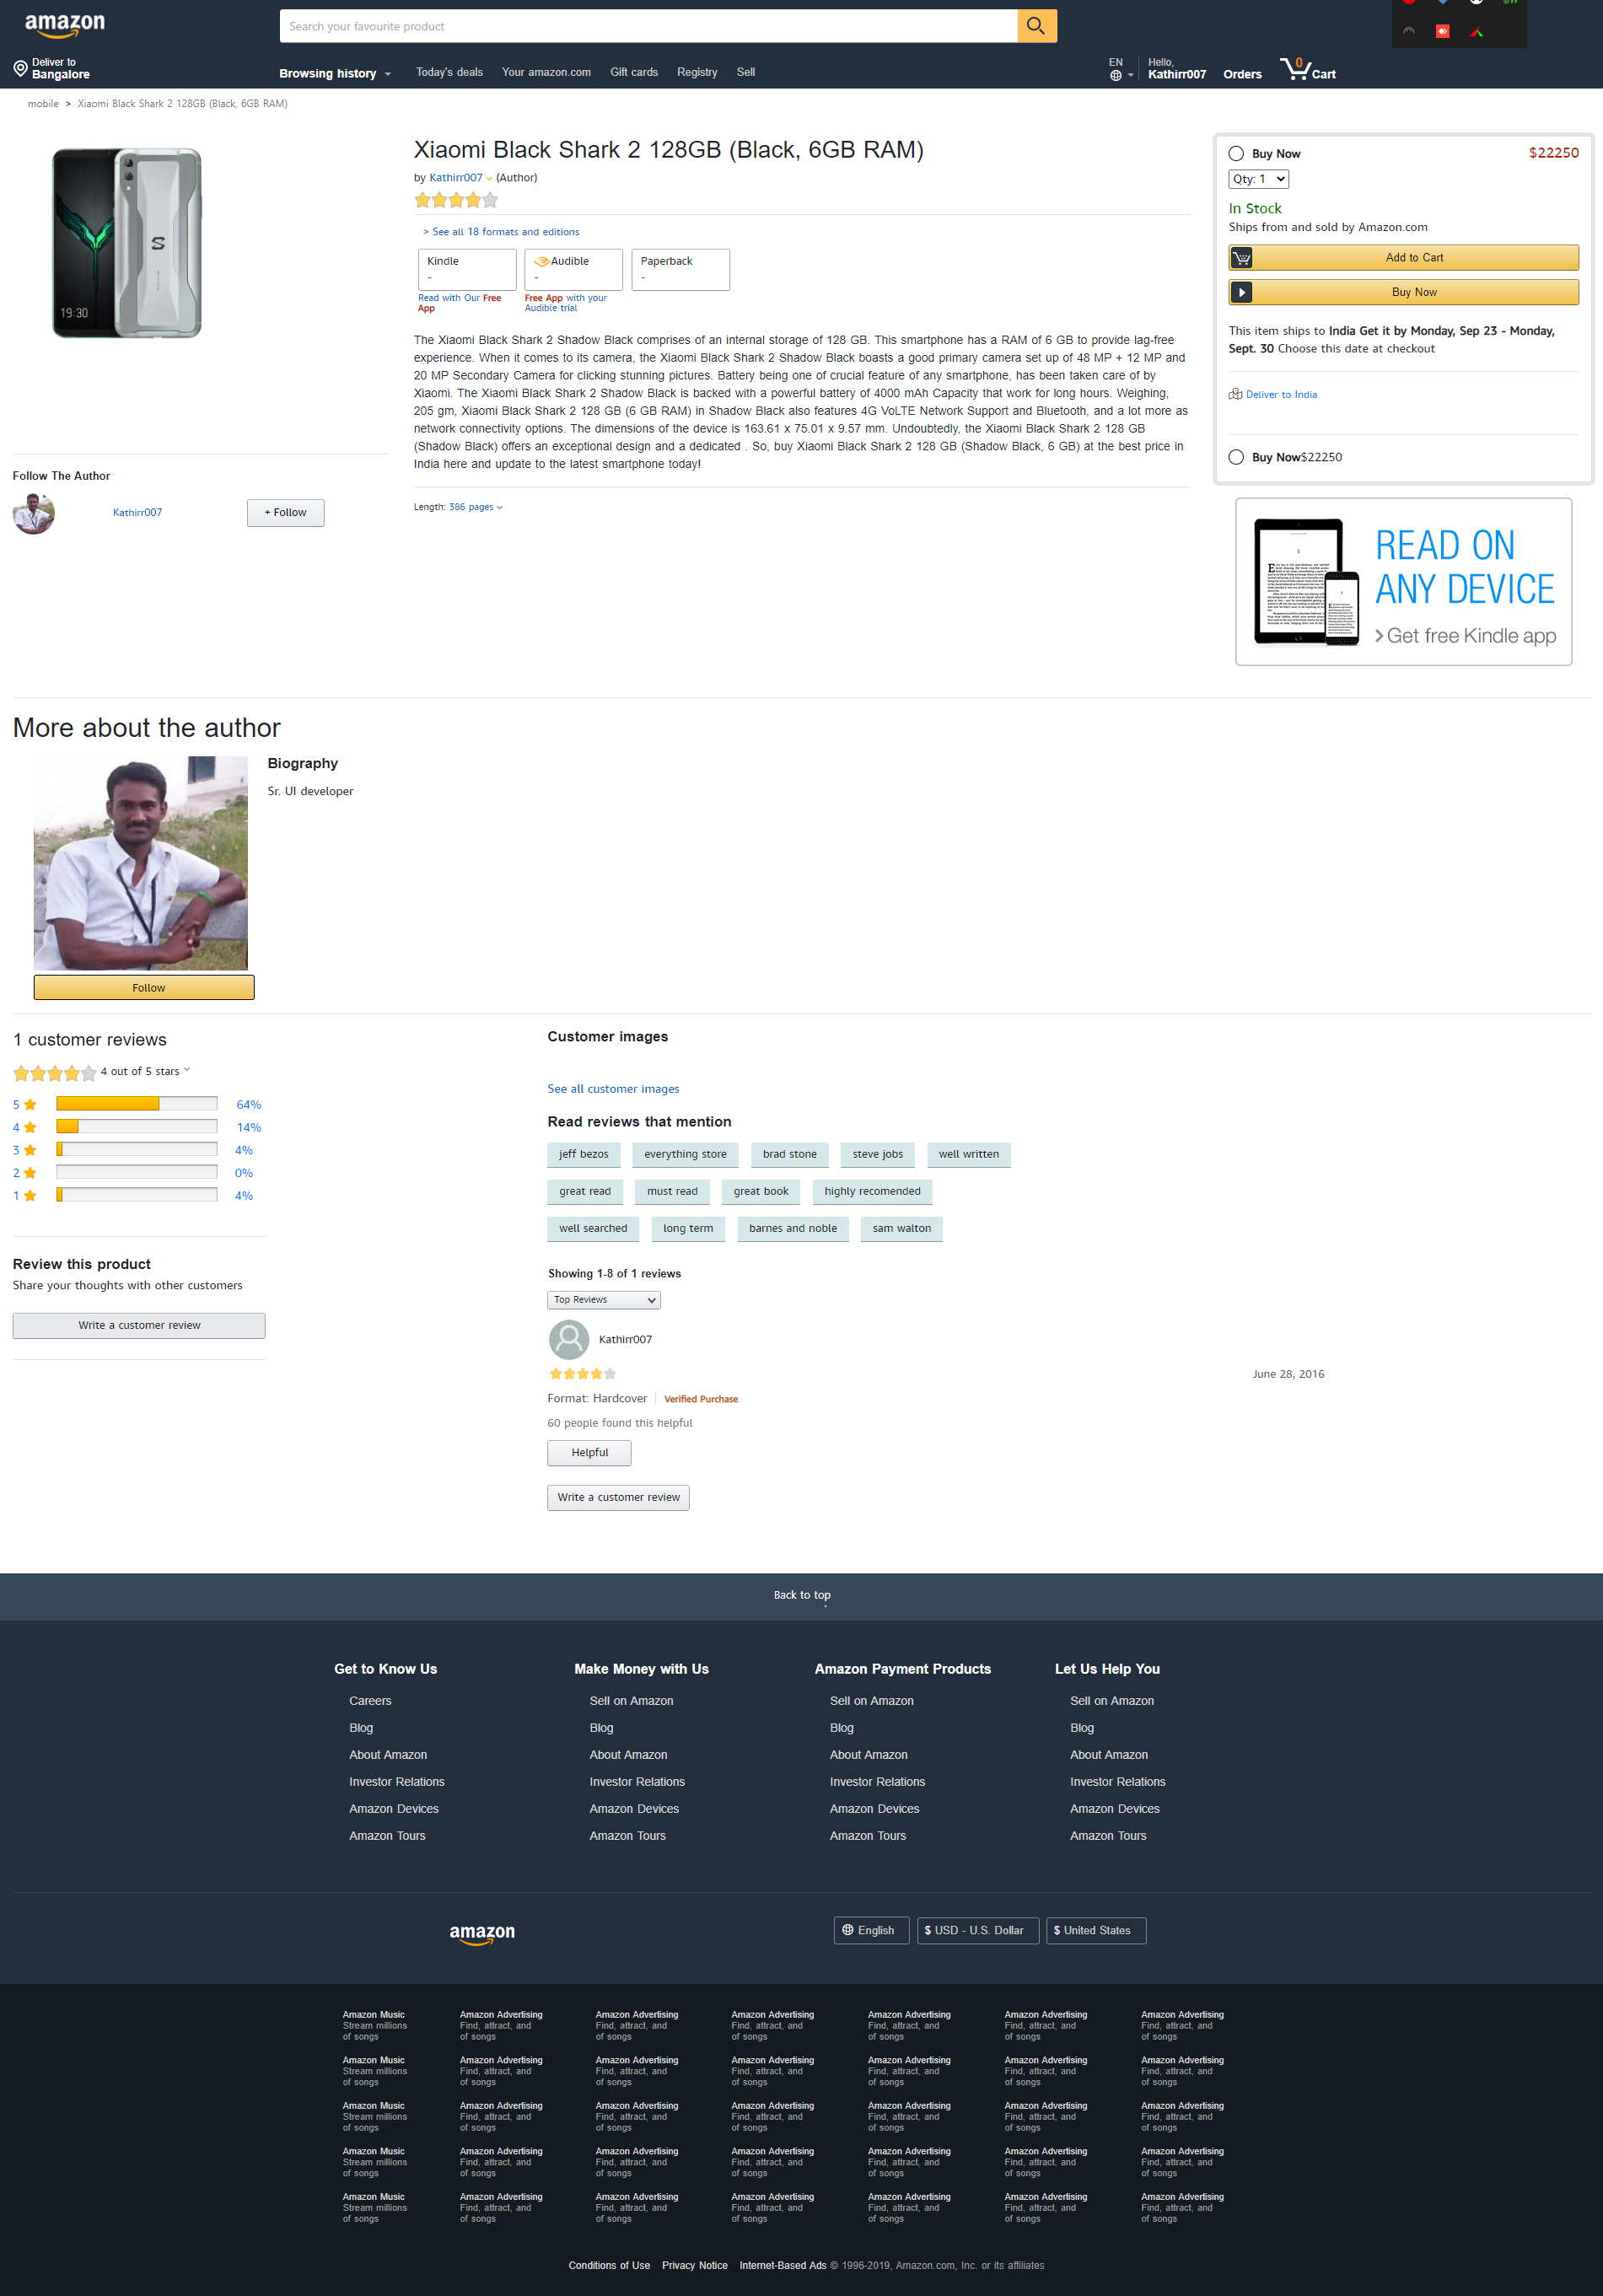 amazon
Search your favourite product
Deliver to
Bangalore
Browsing history
Today's deals
Your amazon.com
Gift cards
Registry
Sell
EN
Hello,
Kathirr007
Orders
0
Cart
mobile > Xiaomi Black Shark 2 128GB (Black, 6GB RAM)
19:30
Xiaomi Black Shark 2 128GB (Black, 6GB RAM)
by Kathirr007 (Author)
> See all 18 formats and editions
Kindle
-
Audible
-
Paperback
-
Read with Our Free
App
Free App with your
Audible trial
The Xiaomi Black Shark 2 Shadow Black comprises of an internal storage of 128 GB. This smartphone has a RAM of 6 GB to provide lag-free
experience. When it comes to its camera, the Xiaomi Black Shark 2 Shadow Black boasts a good primary camera set up of 48 MP + 12 MP and
20 MP Secondary Camera for clicking stunning pictures. Battery being one of crucial feature of any smartphone, has been taken care of by
Xiaomi. The Xiaomi Black Shark 2 Shadow Black is backed with a powerful battery of 4000 mAh Capacity that work for long hours. Weighing,
205 gm, Xiaomi Black Shark 2 128 GB (6 GB RAM) in Shadow Black also features 4G VoLTE Network Support and Bluetooth, and a lot more as
network connectivity options. The dimensions of the device is 163.61 x 75.01 x 9.57 mm. Undoubtedly, the Xiaomi Black Shark 2 128 GB
(Shadow Black) offers an exceptional design and a dedicated . So, buy Xiaomi Black Shark 2 128 GB (Shadow Black, 6 GB) at the best price in
India here and update to the latest smartphone today!
Length: 386 pages
Follow The Author
Kathirr007
+ Follow
Buy Now
$22250
Qty: 1
In Stock
Ships from and sold by Amazon.com
Add to Cart
Buy Now
This item ships to India Get it by Monday, Sep 23 - Monday,
Sept. 30 Choose this date at checkout
Deliver to India
Buy Now$22250
READ ON
ANY DEVICE
> Get free Kindle app
More about the author
Biography
Sr. UI developer
Follow
1 customer reviews
4 out of 5 stars
5 64%
4 14%
3 4%
2 0%
1 4%
Review this product
Share your thoughts with other customers
Write a customer review
Customer images
See all customer images
Read reviews that mention
jeff bezos
everything store
brad stone
steve jobs
well written
great read
must read
great book
highly recomended
well searched
long term
barnes and noble
sam walton
Showing 1-8 of 1 reviews
Top Reviews
Kathirr007
June 28, 2016
Format: Hardcover
Verified Purchase
60 people found this helpful
Helpful
Write a customer review
Back to top
Get to Know Us
Careers
Blog
About Amazon
Investor Relations
Amazon Devices
Amazon Tours
Make Money with Us
Sell on Amazon
Blog
About Amazon
Investor Relations
Amazon Devices
Amazon Tours
Amazon Payment Products
Sell on Amazon
Blog
About Amazon
Investor Relations
Amazon Devices
Amazon Tours
Let Us Help You
Sell on Amazon
Blog
About Amazon
Investor Relations
Amazon Devices
Amazon Tours
amazon
English
$ USD - U.S. Dollar
$ United States
Amazon Music Amazon Advertising Amazon Advertising Amazon Advertising Amazon Advertising Amazon Advertising Amazon Advertising
Stream millions Find, attract, and Find, attract, and Find, attract, and Find, attract, and Find, attract, and Find, attract, and
of songs of songs of songs of songs of songs of songs of songs
Amazon Music Amazon Advertising Amazon Advertising Amazon Advertising Amazon Advertising Amazon Advertising Amazon Advertising
Stream millions Find, attract, and Find, attract, and Find, attract, and Find, attract, and Find, attract, and Find, attract, and
of songs of songs of songs of songs of songs of songs of songs
Amazon Music Amazon Advertising Amazon Advertising Amazon Advertising Amazon Advertising Amazon Advertising Amazon Advertising
Stream millions Find, attract, and Find, attract, and Find, attract, and Find, attract, and Find, attract, and Find, attract, and
of songs of songs of songs of songs of songs of songs of songs
Amazon Music Amazon Advertising Amazon Advertising Amazon Advertising Amazon Advertising Amazon Advertising Amazon Advertising
Stream millions Find, attract, and Find, attract, and Find, attract, and Find, attract, and Find, attract, and Find, attract, and
of songs of songs of songs of songs of songs of songs of songs
Amazon Music Amazon Advertising Amazon Advertising Amazon Advertising Amazon Advertising Amazon Advertising Amazon Advertising
Stream millions Find, attract, and Find, attract, and Find, attract, and Find, attract, and Find, attract, and Find, attract, and
of songs of songs of songs of songs of songs of songs of songs
Conditions of Use Privacy Notice Internet-Based Ads © 1996-2019, Amazon.com, Inc. or its affiliates